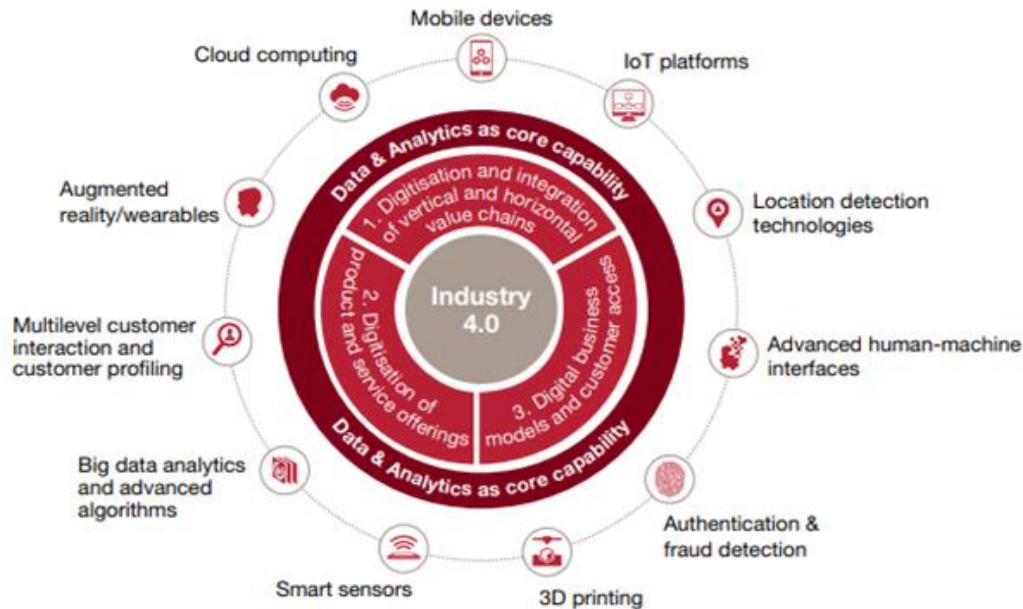 Mobile devices
Cloud computing
IoT platforms
Data & Analytics as core capability
1. Digitisation and integration
of vertical and horizontal
value chains
Augmented
reality/wearables
Location detection
technologies
Industry
4.0
2. Digitisation of
product and service offerings
3. Digital business
models and customer access
Multilevel customer
interaction and
customer profiling
Advanced human-machine
interfaces
Data & Analytics as core capability
Big data analytics
and advanced
algorithms
Authentication &
fraud detection
Smart sensors
3D printing